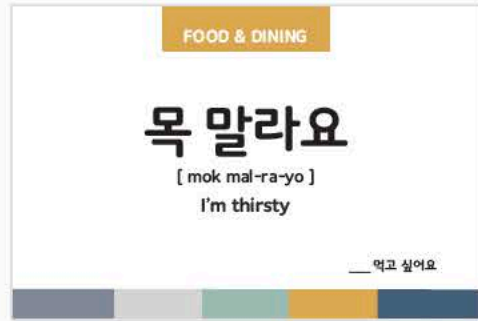 FOOD & DINING
목 말라요
[ mok mal-ra-yo ]
I'm thirsty
___ 먹고 싶어요